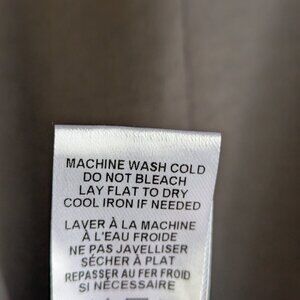 MACHINE WASH COLD
DO NOT BLEACH
LAY FLAT TO DRY
COOL IRON IF NEEDED
LAVER À LA MACHINE
À L'EAU FROIDE
NE PAS JAVELLISER
SÉCHER À PLAT
REPASSER AU FER FROID
SI NÉCESSAIRE